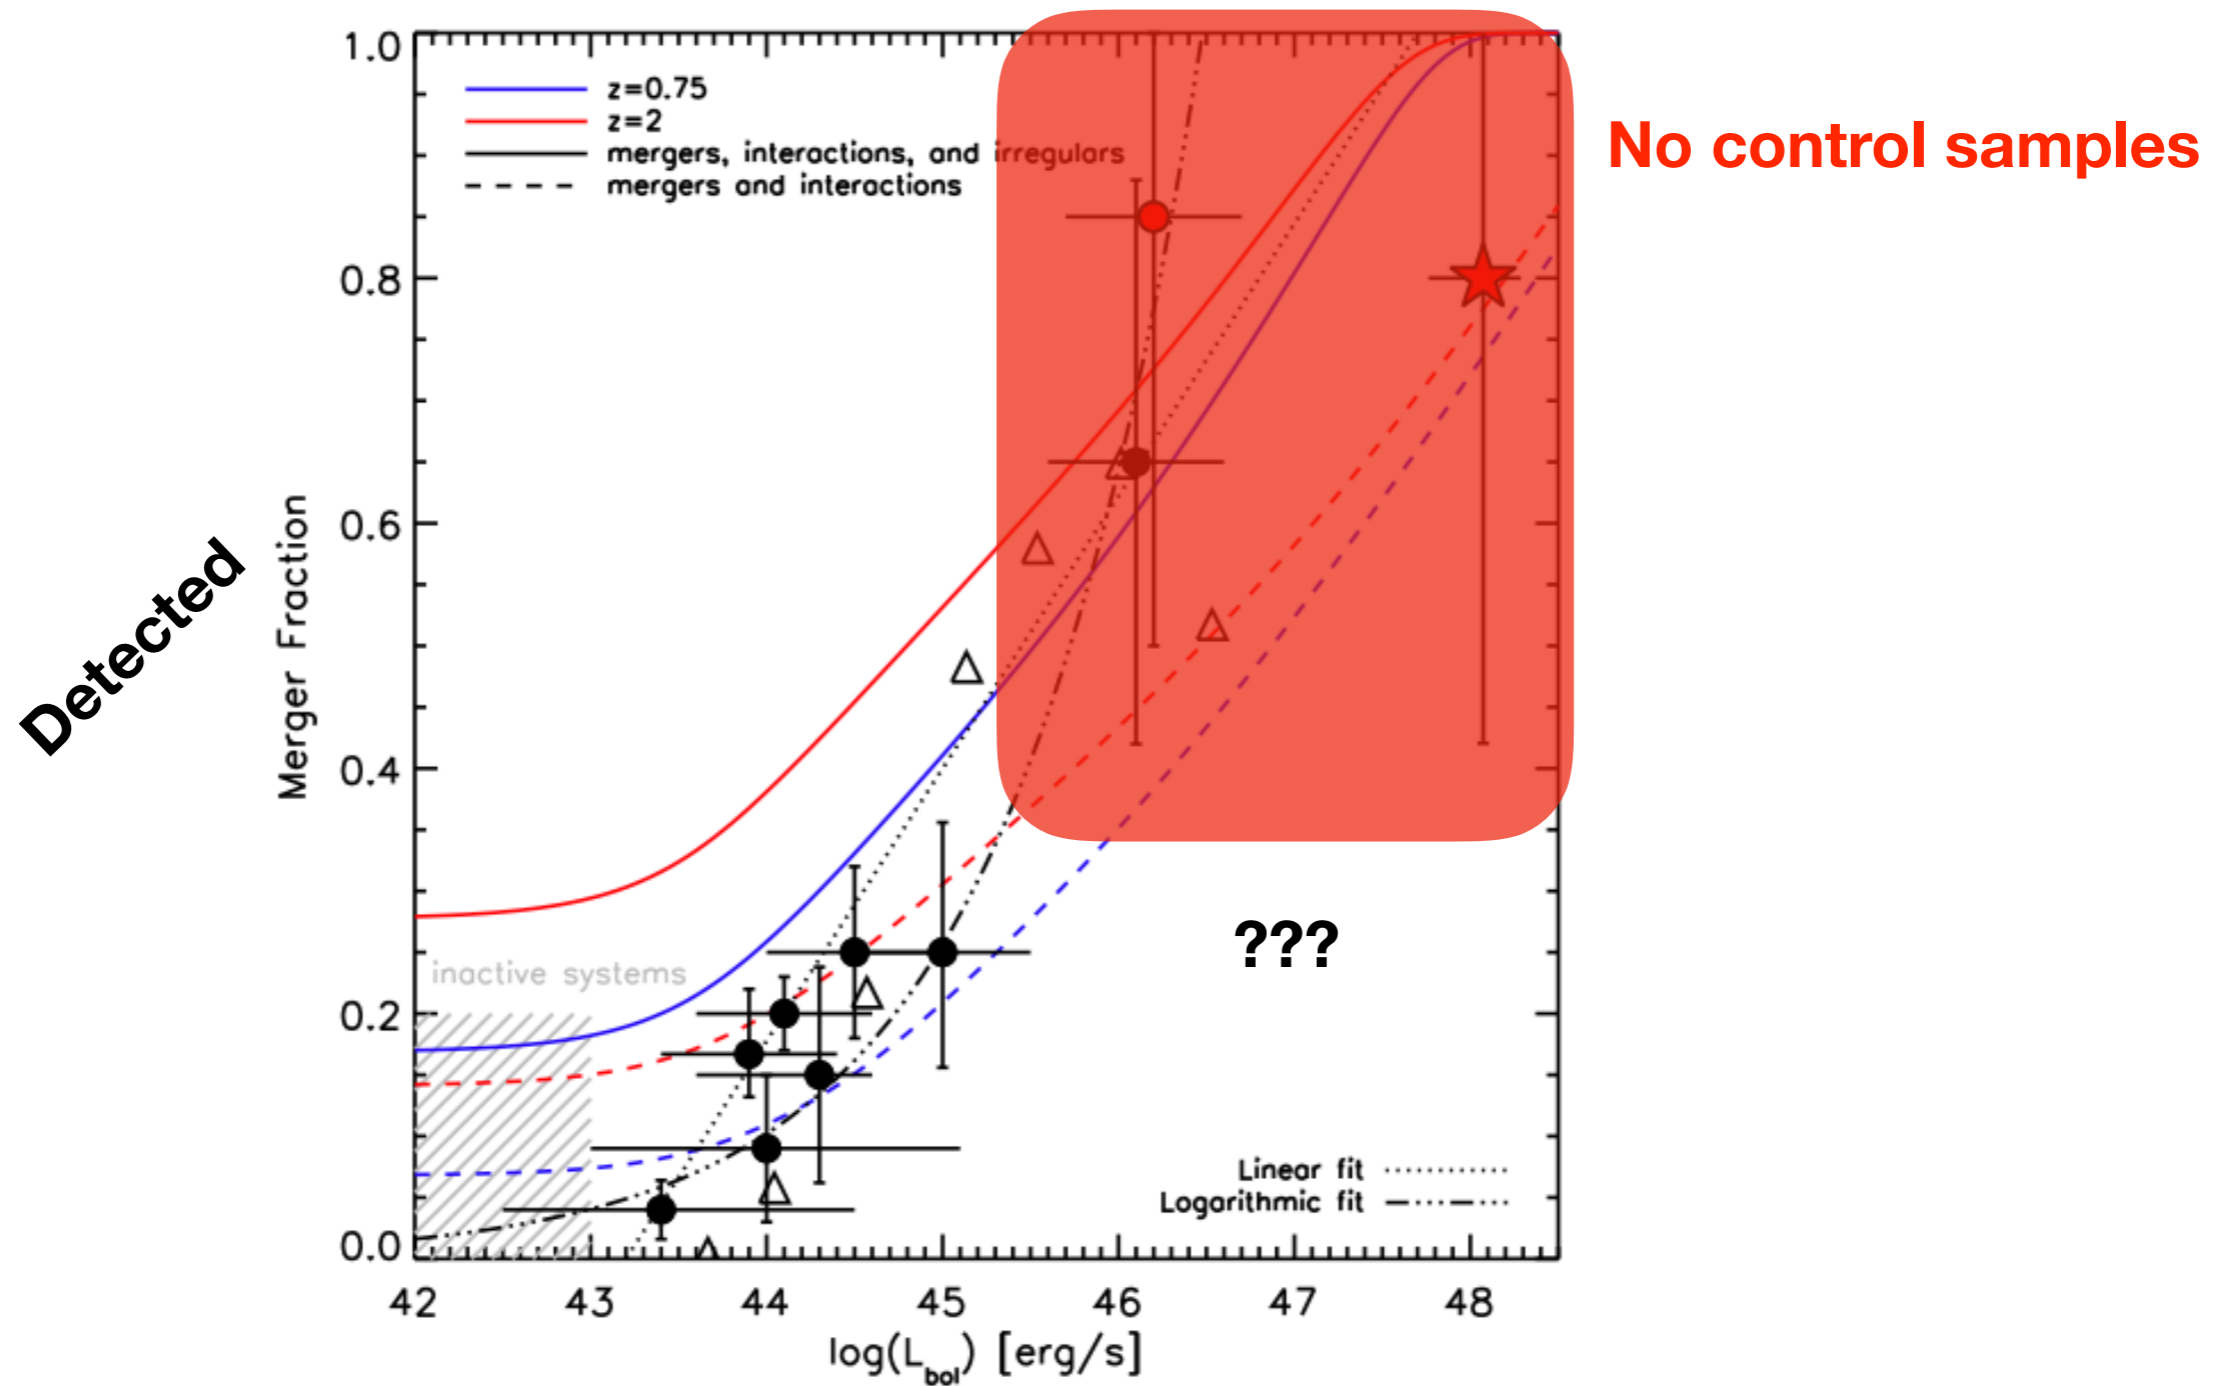 1.0
z=0.75
z=2
mergers, interactions, and irregulars
mergers and interactions
No control samples
0.8
0.6
Detected
Merger Fraction
0.4
???
inactive systems
0.2
Linear fit
Logarithmic fit
0.0
42 43 44 45 46 47 48
log(L_bol) [erg/s]